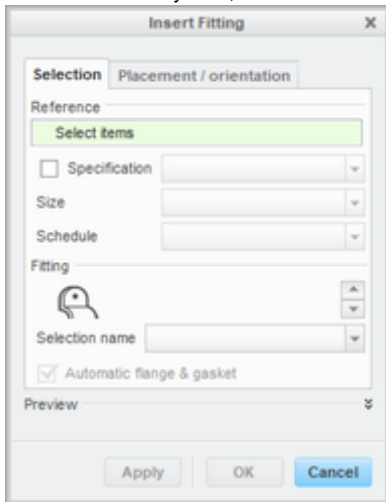 Insert Fitting
Selection Placement / orientation
Reference
Select items
Specification
Size
Schedule
Fitting
Selection name
Automatic flange & gasket
Preview
Apply OK Cancel